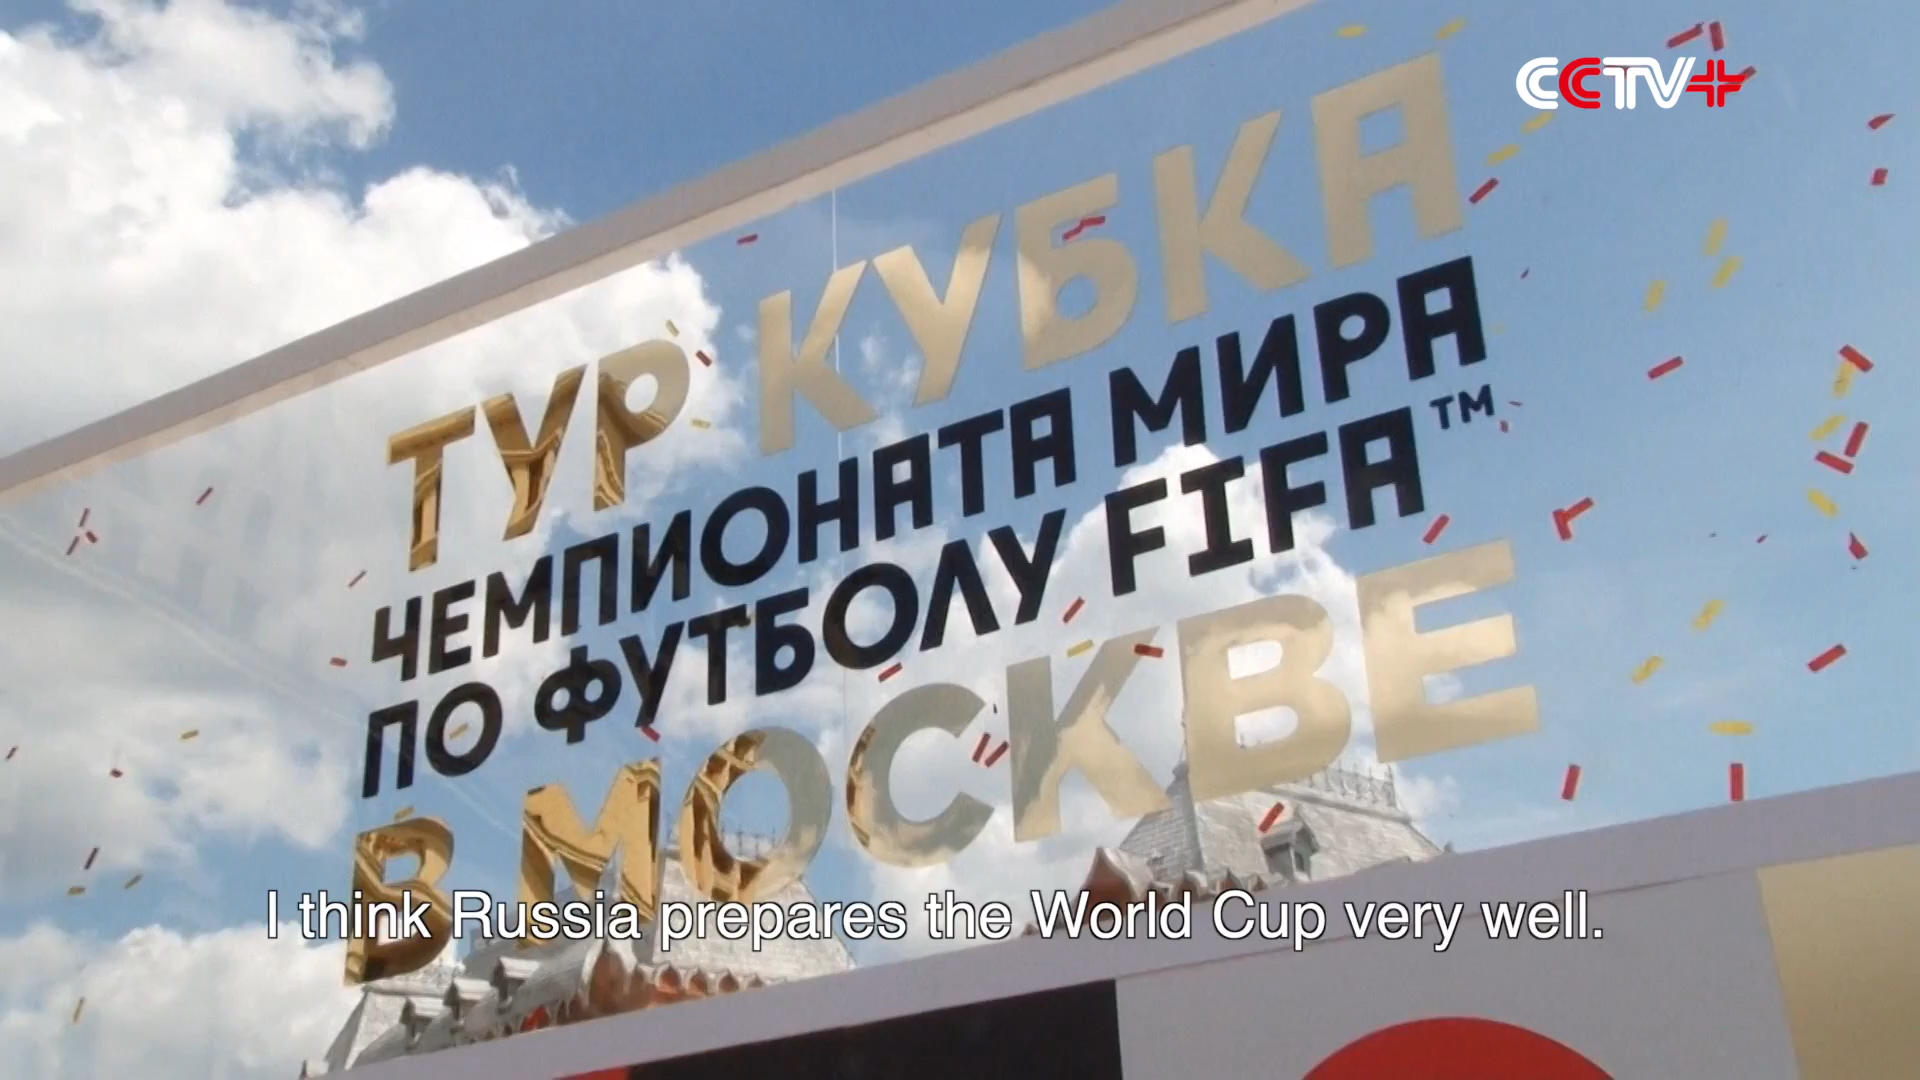 CCTV+
ТУР КУБКА
ЧЕМПИОНАТА МИРА
ПО ФУТБОЛУ FIFA™
В МОСКВЕ
I think Russia prepares the World Cup very well.